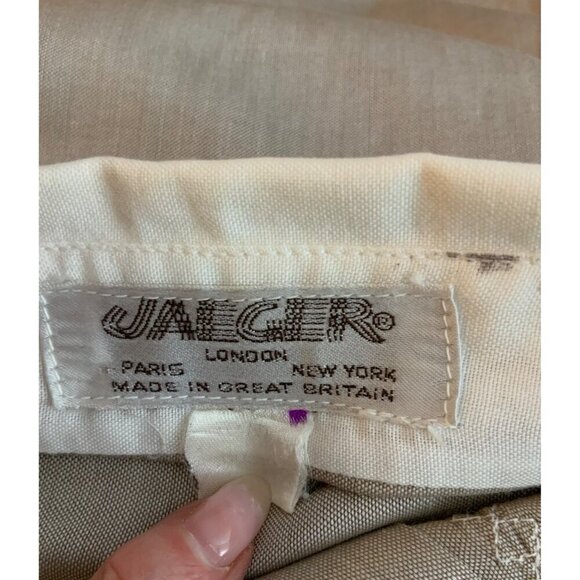 JAEGER®
LONDON
PARIS NEW YORK
MADE IN GREAT BRITAIN